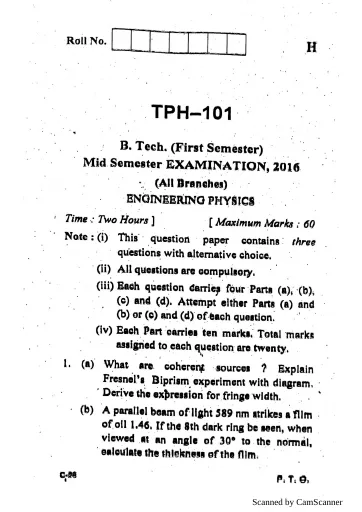 Roll No.
H
TPH–101
B. Tech. (First Semester)
Mid Semester EXAMINATION, 2016
(All Branches)
ENGINEERING PHYSICS
Time : Two Hours ] [ Maximum Marks : 60
Note : (i) This question paper contains three
questions with alternative choice.
(ii) All questions are compulsory.
(iii) Each question carries four Parts (a), (b),
(c) and (d). Attempt either Parts (a) and
(b) or (c) and (d) of each question.
(iv) Each Part carries ten marks. Total marks
assigned to each question are twenty.
1. (a) What are coherent sources ? Explain
Fresnel's Biprism experiment with diagram.
Derive the expression for fringe width.
(b) A parallel beam of light 589 nm strikes a film
of oil 1.46. If the 8th dark ring be seen, when
viewed at an angle of 30° to the normal,
calculate the thickness of the film.
P. T. O.
Scanned by CamScanner